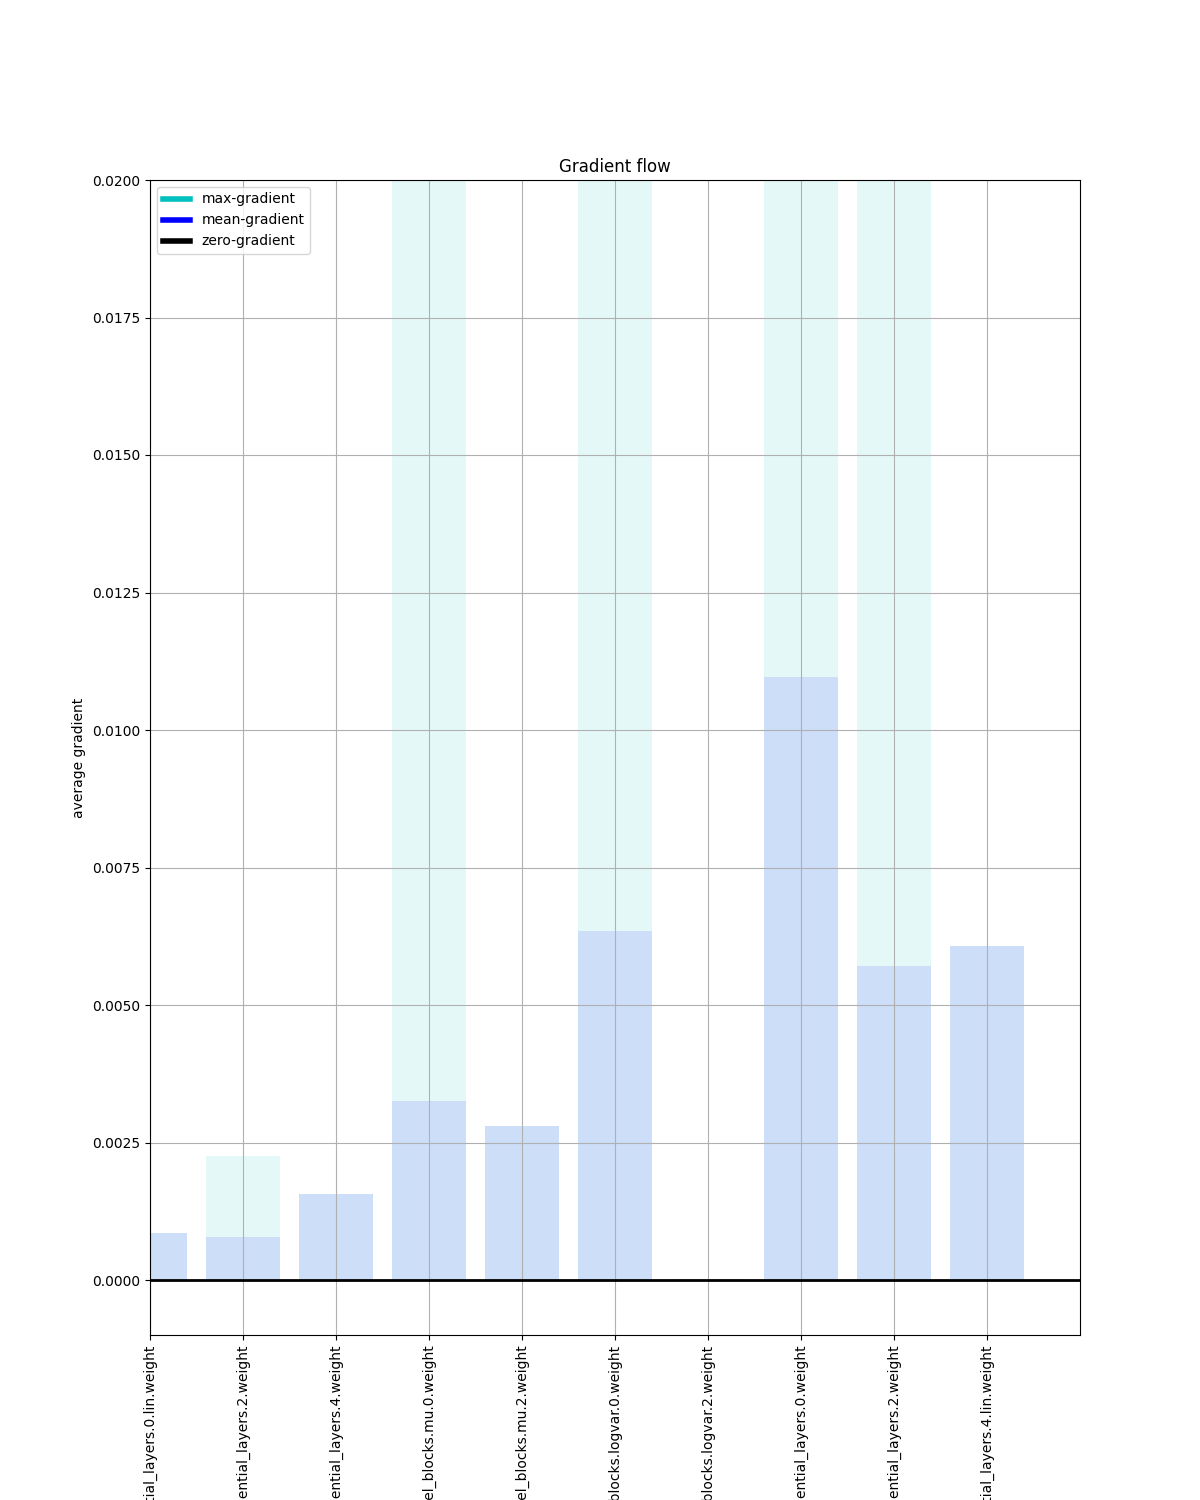 Gradient flow
max-gradient
mean-gradient
zero-gradient
0.0200
0.0175
0.0150
0.0125
0.0100
0.0075
0.0050
0.0025
0.0000
average gradient
tial_layers.0.lin.weight
ential_layers.2.weight
ential_layers.4.weight
el_blocks.mu.0.weight
el_blocks.mu.2.weight
blocks.logvar.0.weight
blocks.logvar.2.weight
ential_layers.0.weight
ential_layers.2.weight
tial_layers.4.lin.weight